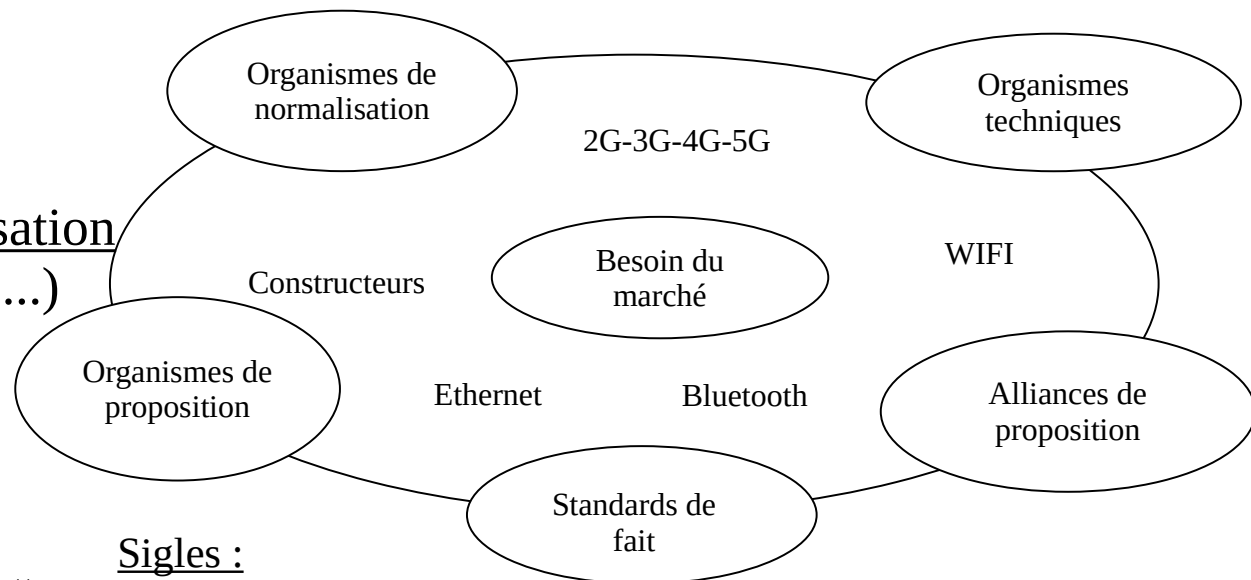 Organismes de
normalisation
Organismes
techniques
2G-3G-4G-5G
sation
...)
Constructeurs
Besoin du
marché
WIFI
Organismes de
proposition
Ethernet
Bluetooth
Alliances de
proposition
Standards de
fait
Sigles :